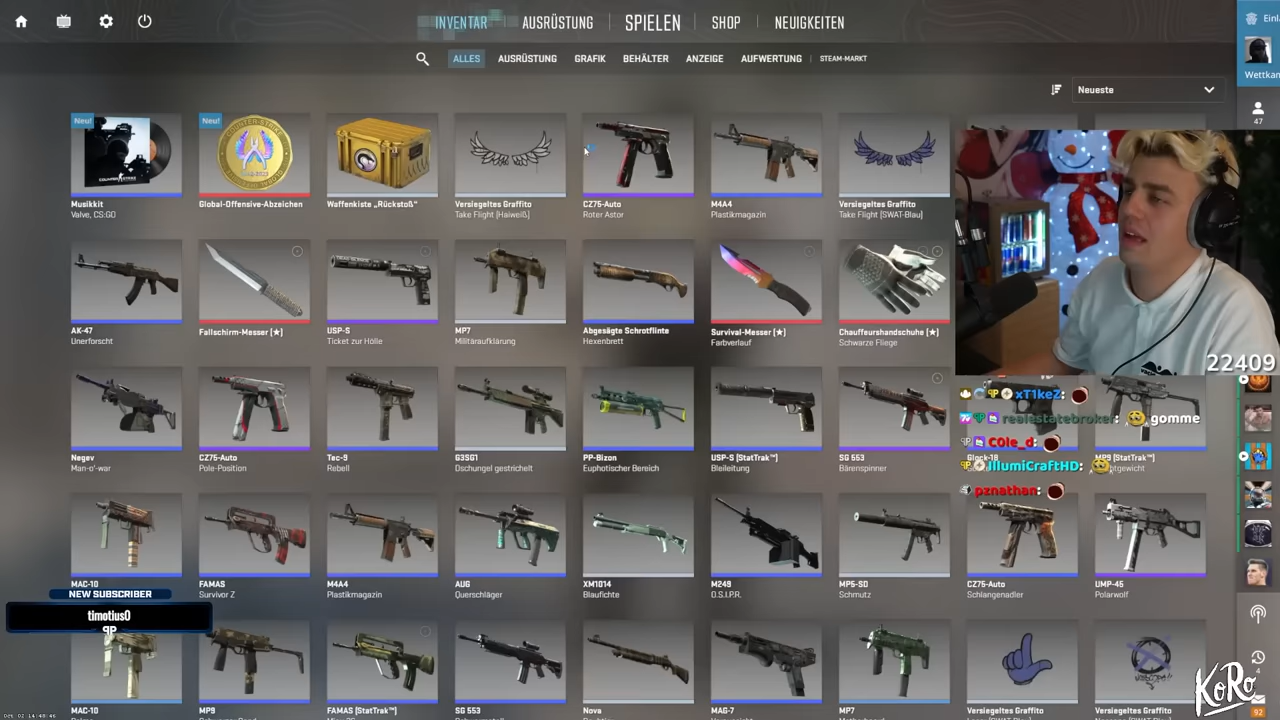 INVENTAR
AUSRÜSTUNG
SPIELEN
SHOP
NEUIGKEITEN
ALLES
AUSRÜSTUNG
GRAFIK
BEHÄLTER
ANZEIGE
AUFWERTUNG
STEAM-MARKT
Neueste
Wettkam
47
Neu!
Musikkit
Valve, CS:GO
Neu!
Global-Offensive-Abzeichen
Waffenkiste „Rückstoß"
Versiegeltes Graffito
Take Flight (Haiweiß)
CZ75-Auto
Roter Astor
M4A4
Plastikmagazin
Versiegeltes Graffito
Take Flight (SWAT-Blau)
AK-47
Unerforscht
Fallschirm-Messer (★)
USP-S
Ticket zur Hölle
MP7
Militäraufklärung
Abgesägte Schrotflinte
Hexenbrett
Survival-Messer (★)
Farbverlauf
Chauffeurshandschuhe (★)
Schwarze Fliege
22409
xT1keZ:
realestatebroker: gomme
C0le_d:
IllumiCraftHD:
pznathan:
Negev
Man-o'-war
CZ75-Auto
Pole-Position
Tec-9
Rebell
G3SG1
Dschungel gestrichelt
PP-Bizon
Euphotischer Bereich
USP-S (StatTrak™)
Bleileitung
SG 553
Bärenspinner
Glock-18
MP9 (StatTrak™)
MAC-10
FAMAS
Survivor Z
M4A4
Plastikmagazin
AUG
Querschläger
XM1014
Blaufichte
M249
O.S.I.P.R.
MP5-SD
Schmutz
CZ75-Auto
Schlangenadler
UMP-45
Polarwolf
NEW SUBSCRIBER
timotius0
PP
MAC-10
MP9
FAMAS (StatTrak™)
SG 553
Nova
MAG-7
MP7
Versiegeltes Graffito
Versiegeltes Graffito
4
92
KoRo